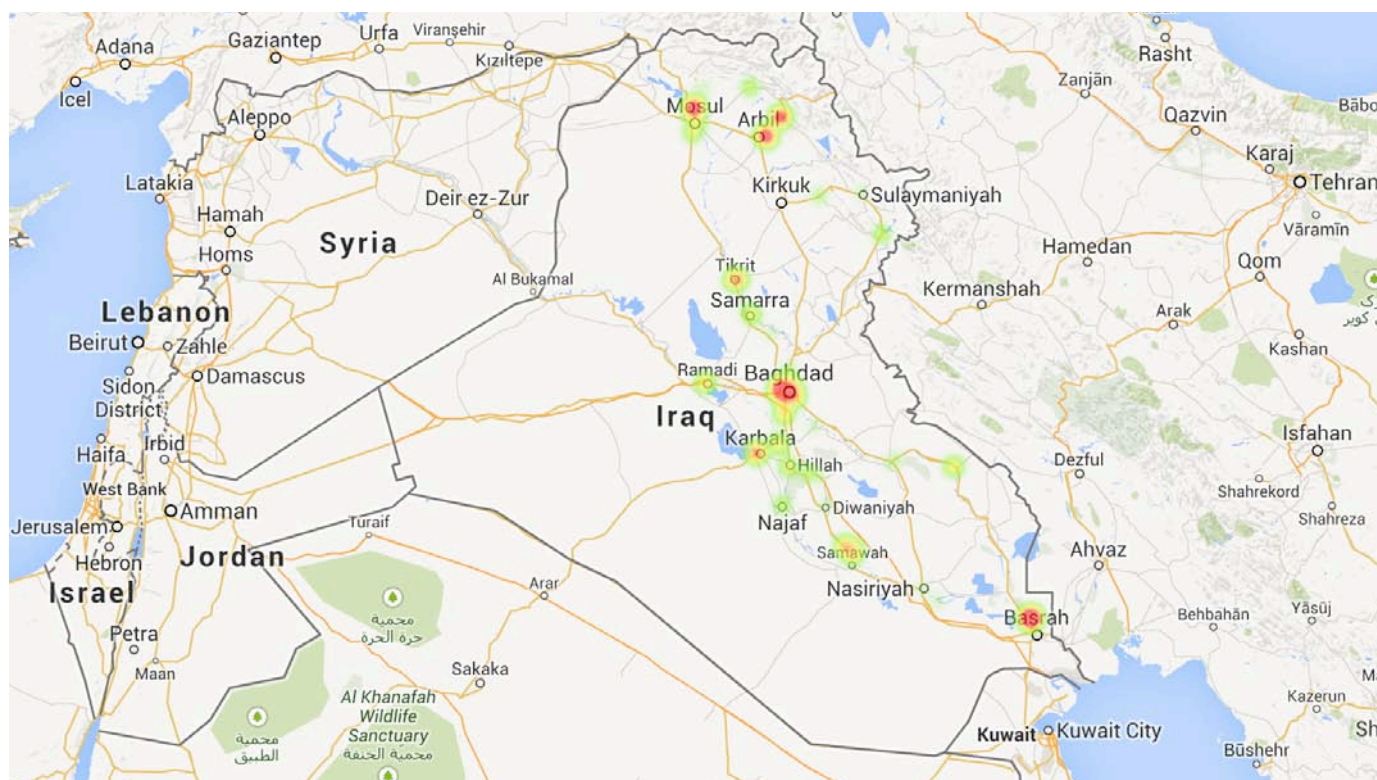 Rasht
Adana
Gaziantep
Urfa
Viranşehir
Kızıltepe
Icel
Zanjān
Qazvin
Mosul
Arbil
Aleppo
Karaj
Tehran
Latakia
Deir ez-Zur
Kirkuk
Sulaymaniyah
Hamah
Vārāmīn
Syria
Homs
Hamedan
Qom
Tikrit
Al Bukamal
Samarra
Kermanshah
Arak
Lebanon
Beirut
Zahle
Kashan
Sidon
District
Damascus
Ramadi
Baghdad
Iraq
Haifa
Irbid
Karbala
Hillah
Isfahan
Dezful
West Bank
Shahrekord
Jerusalem
Amman
Turaif
Najaf
Diwaniyah
Shahreza
Hebron
Jordan
Samawah
Ahvaz
Israel
Arar
Nasiriyah
محمية
حرة الحرة
Basrah
Behbahān
Yāsūj
Petra
Maan
Sakaka
Al Khanafah
Wildlife
Sanctuary
محمية الخنفة
محمية
الطبيق
Kazerun
Kuwait
Kuwait City
Būshehr